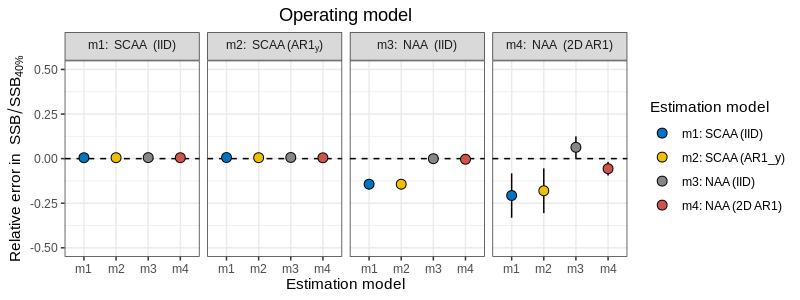 Operating model
m1: SCAA (IID)
m2: SCAA (AR1y)
m3: NAA (IID)
m4: NAA (2D AR1)
Relative error in SSB/SSB40%
0.50
0.25
0.00
-0.25
-0.50
m1 m2 m3 m4
m1 m2 m3 m4
m1 m2 m3 m4
m1 m2 m3 m4
Estimation model
Estimation model
m1: SCAA (IID)
m2: SCAA (AR1_y)
m3: NAA (IID)
m4: NAA (2D AR1)